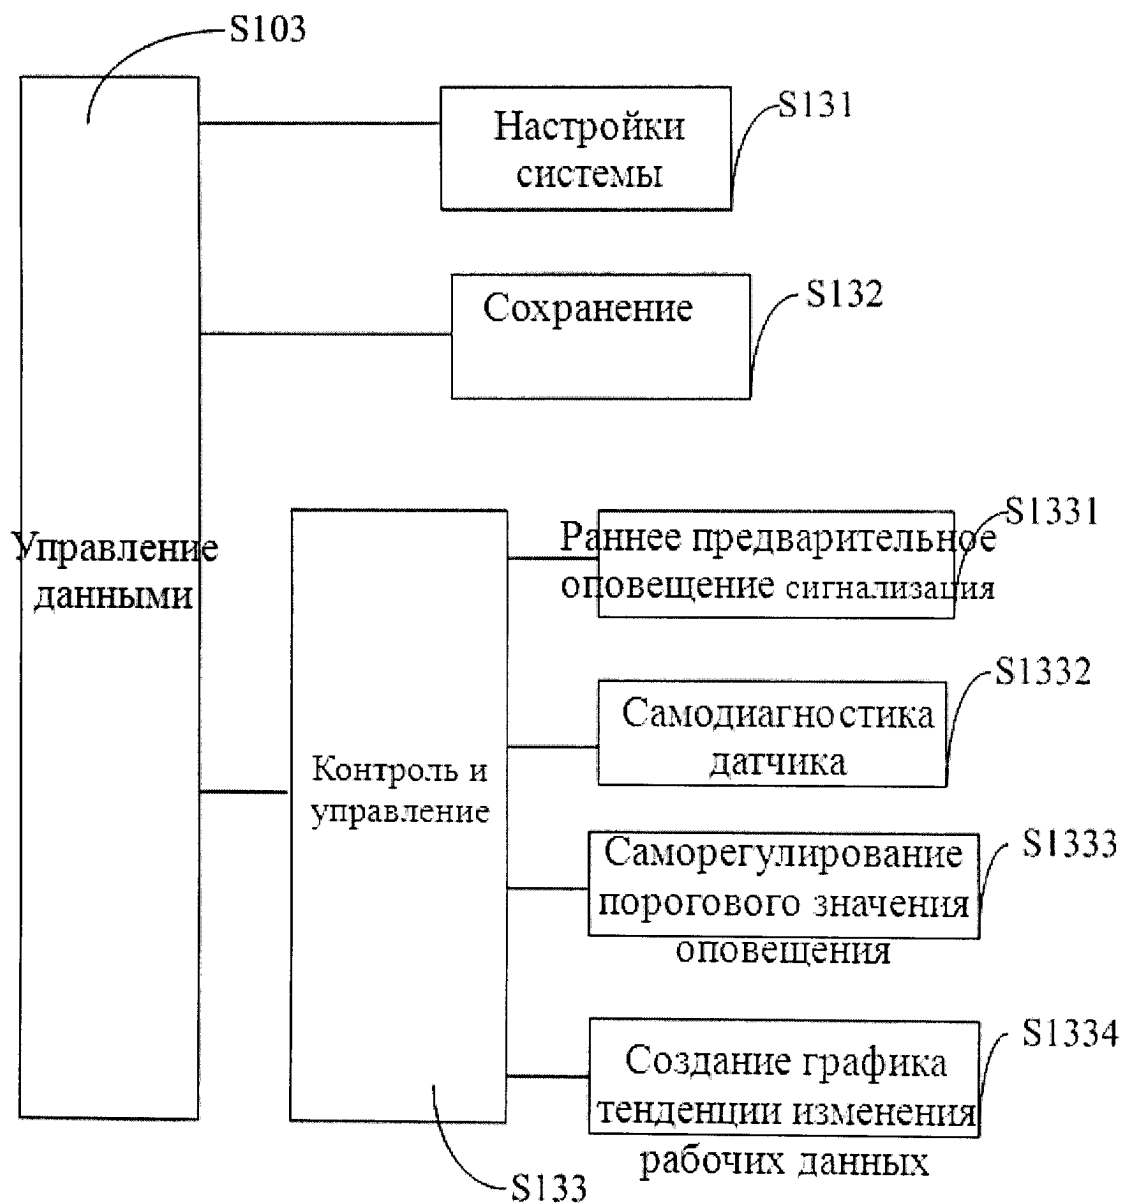 S103
Настройки
системы
S131
Сохранение
S132
Управление
данными
Контроль и
управление
S133
Раннее предварительное
оповещение сигнализация
S1331
Самодиагностика
датчика
S1332
Саморегулирование
порогового значения
оповещения
S1333
Создание графика
тенденции изменения
рабочих данных
S1334